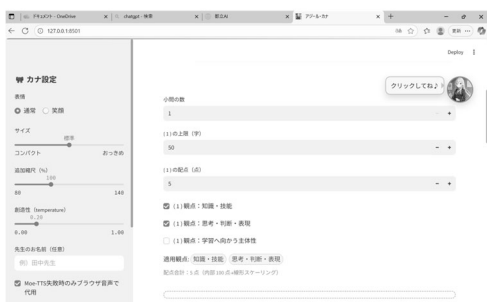 ドキュメント - OneDrive
chatgpt - 検索
都立AI
アジール・カナ
127.0.0.1:8501
更新
Deploy
カナ設定
表情
通常
笑顔
サイズ
標準
コンパクト
おっきめ
追加縮尺 (%)
100
80
140
創造性 (temperature)
0.20
0.00
1.00
先生のお名前 (任意)
例) 田中先生
Moe-TTS失敗時のみブラウザ音声で
代用
クリックしてね♪
小問の数
1
(1)の上限 (字)
50
(1)の配点 (点)
5
(1) 観点:知識・技能
(1) 観点:思考・判断・表現
(1) 観点:学習へ向かう主体性
適用観点: 知識・技能 思考・判断・表現
配点合計:5点 (内部100点→線形スケーリング)